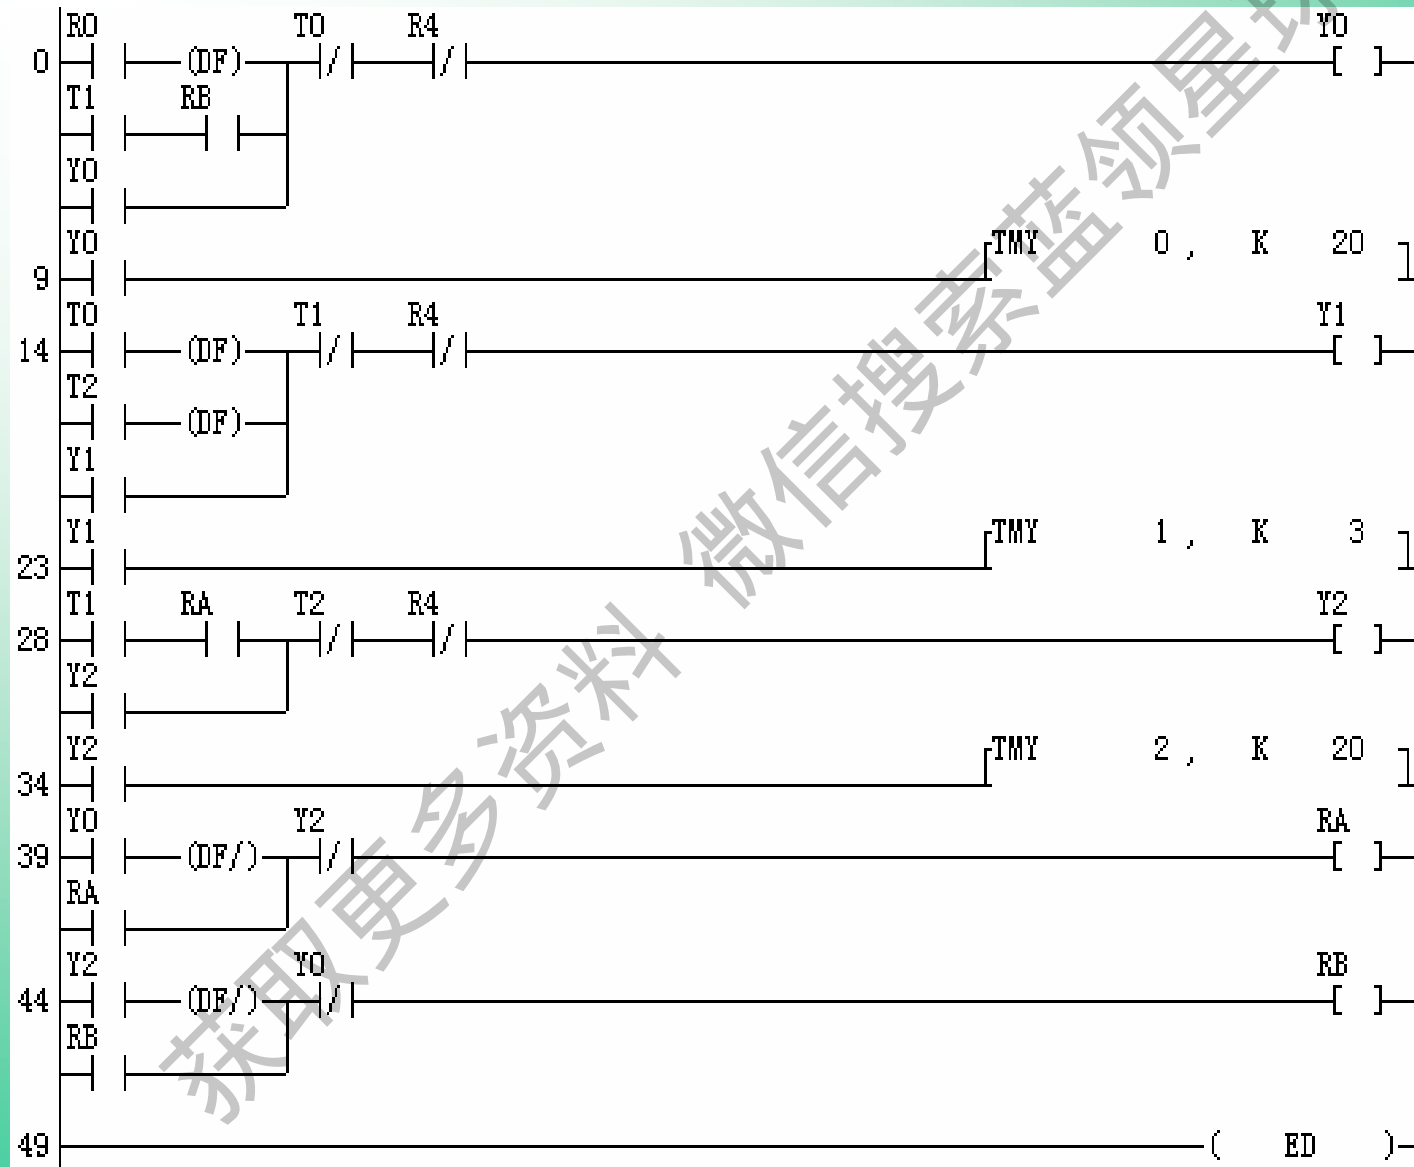 R0 T0 R4 Y0
0 (DF) / / [ ]
T1 RB
Y0
Y0 TMY 0 , K 20
9
T0 T1 R4 Y1
14 (DF) / / [ ]
T2
(DF)
Y1
Y1 TMY 1 , K 3
23
T1 RA T2 R4 Y2
28 / / [ ]
Y2
Y2 TMY 2 , K 20
34
Y0 Y2 RA
39 (DF/) / [ ]
RA
Y2 Y0 RB
44 (DF/) / [ ]
RB
49 ( ED )
获取更多资料 微信搜索蓝领星球